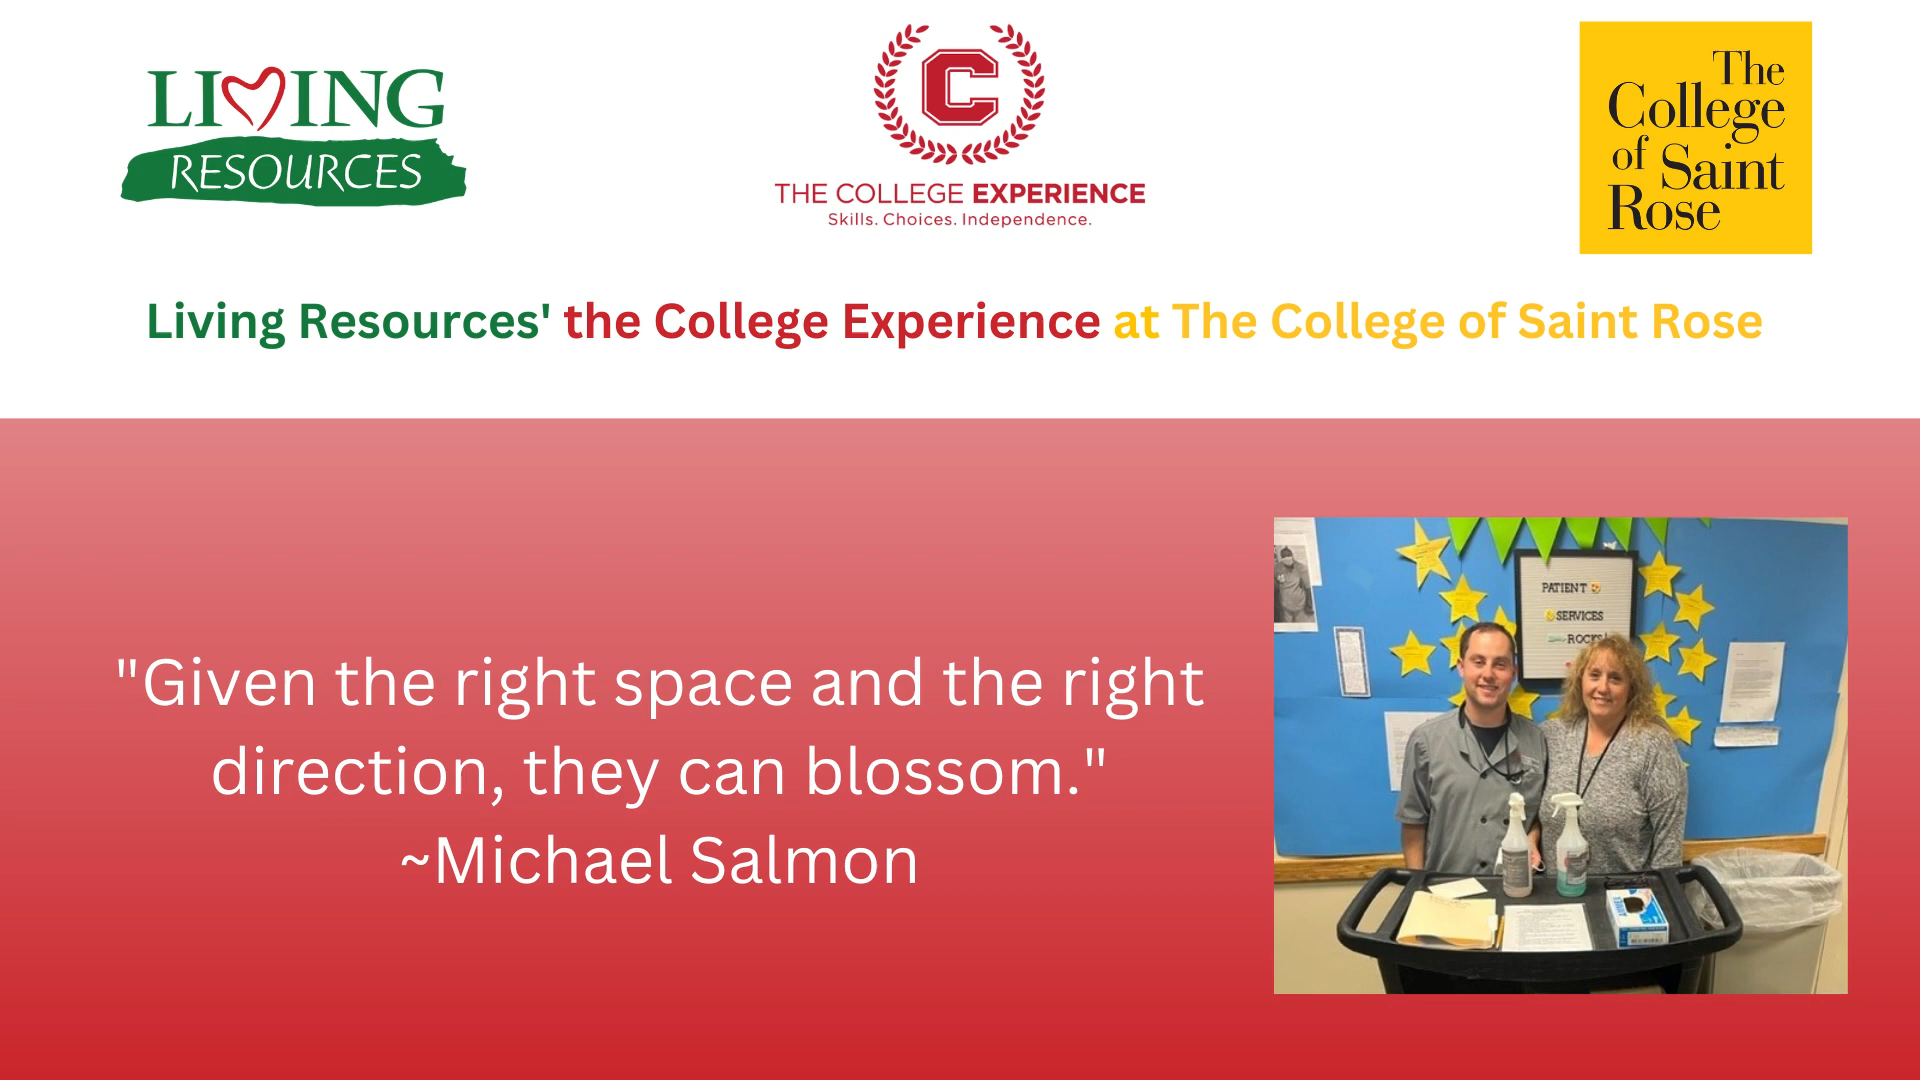 LIVING
RESOURCES
C
THE COLLEGE EXPERIENCE
Skills. Choices. Independence.
The
College
of Saint
Rose
Living Resources' the College Experience at The College of Saint Rose
"Given the right space and the right
direction, they can blossom."
~Michael Salmon
PATIENT
SERVICES
ROCKS!